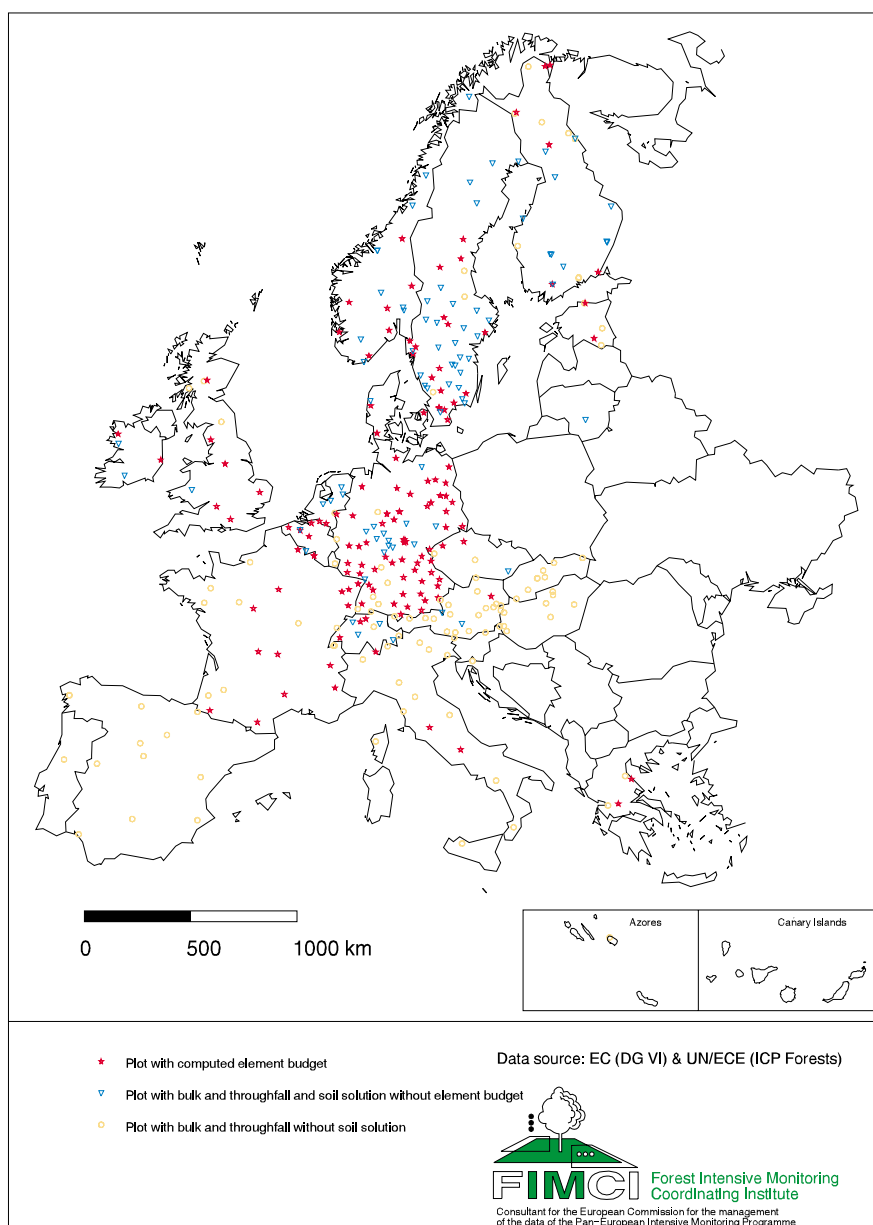 Azores
Canary Islands
0 500 1000 km
Plot with computed element budget
Plot with bulk and throughfall and soil solution without element budget
Plot with bulk and throughfall without soil solution
Data source: EC (DG VI) & UN/ECE (ICP Forests)
FIMCI
Forest Intensive Monitoring
Coordinating Institute
Consultant for the European Commission for the management
of the data of the Pan−European Intensive Monitoring Programme